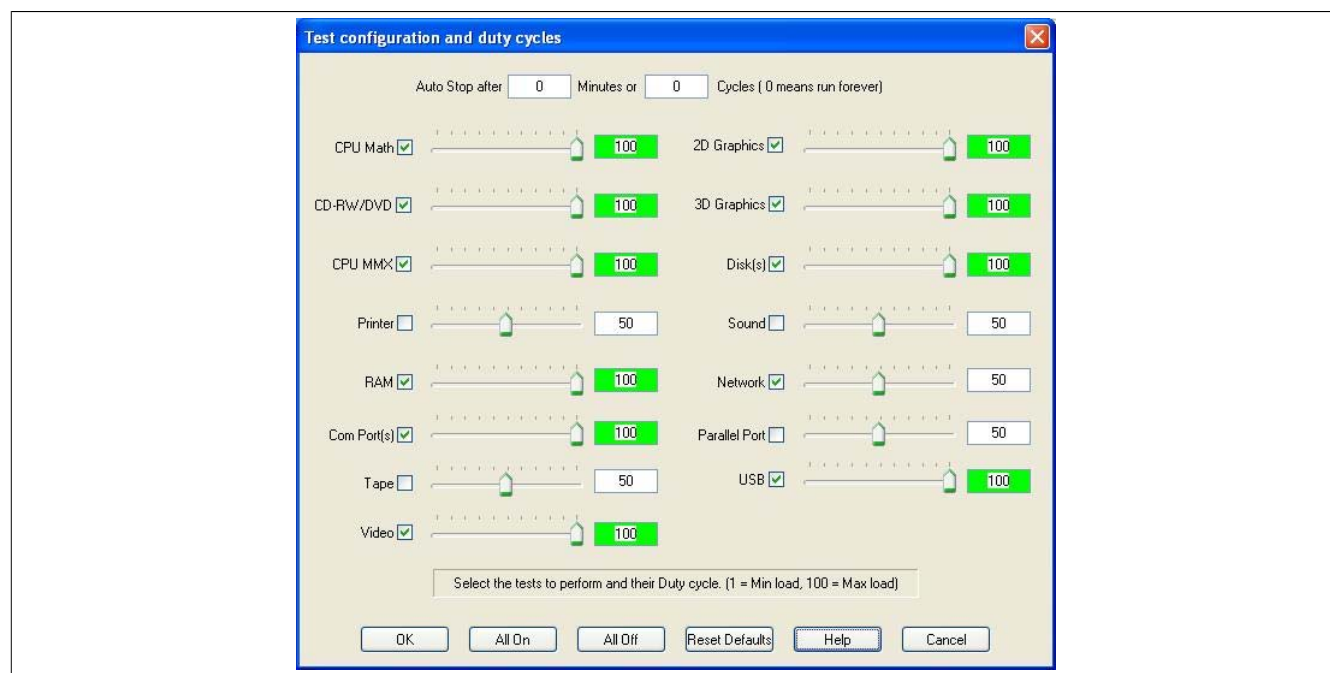 Test configuration and duty cycles
Auto Stop after 0 Minutes or 0 Cycles ( 0 means run forever)
CPU Math 100 2D Graphics 100
CD-RW/DVD 100 3D Graphics 100
CPU MMX 100 Disk(s) 100
Printer 50 Sound 50
RAM 100 Network 50
Com Port(s) 100 Parallel Port 50
Tape 50 USB 100
Video 100
Select the tests to perform and their Duty cycle. (1 = Min load, 100 = Max load)
OK All On All Off Reset Defaults Help Cancel